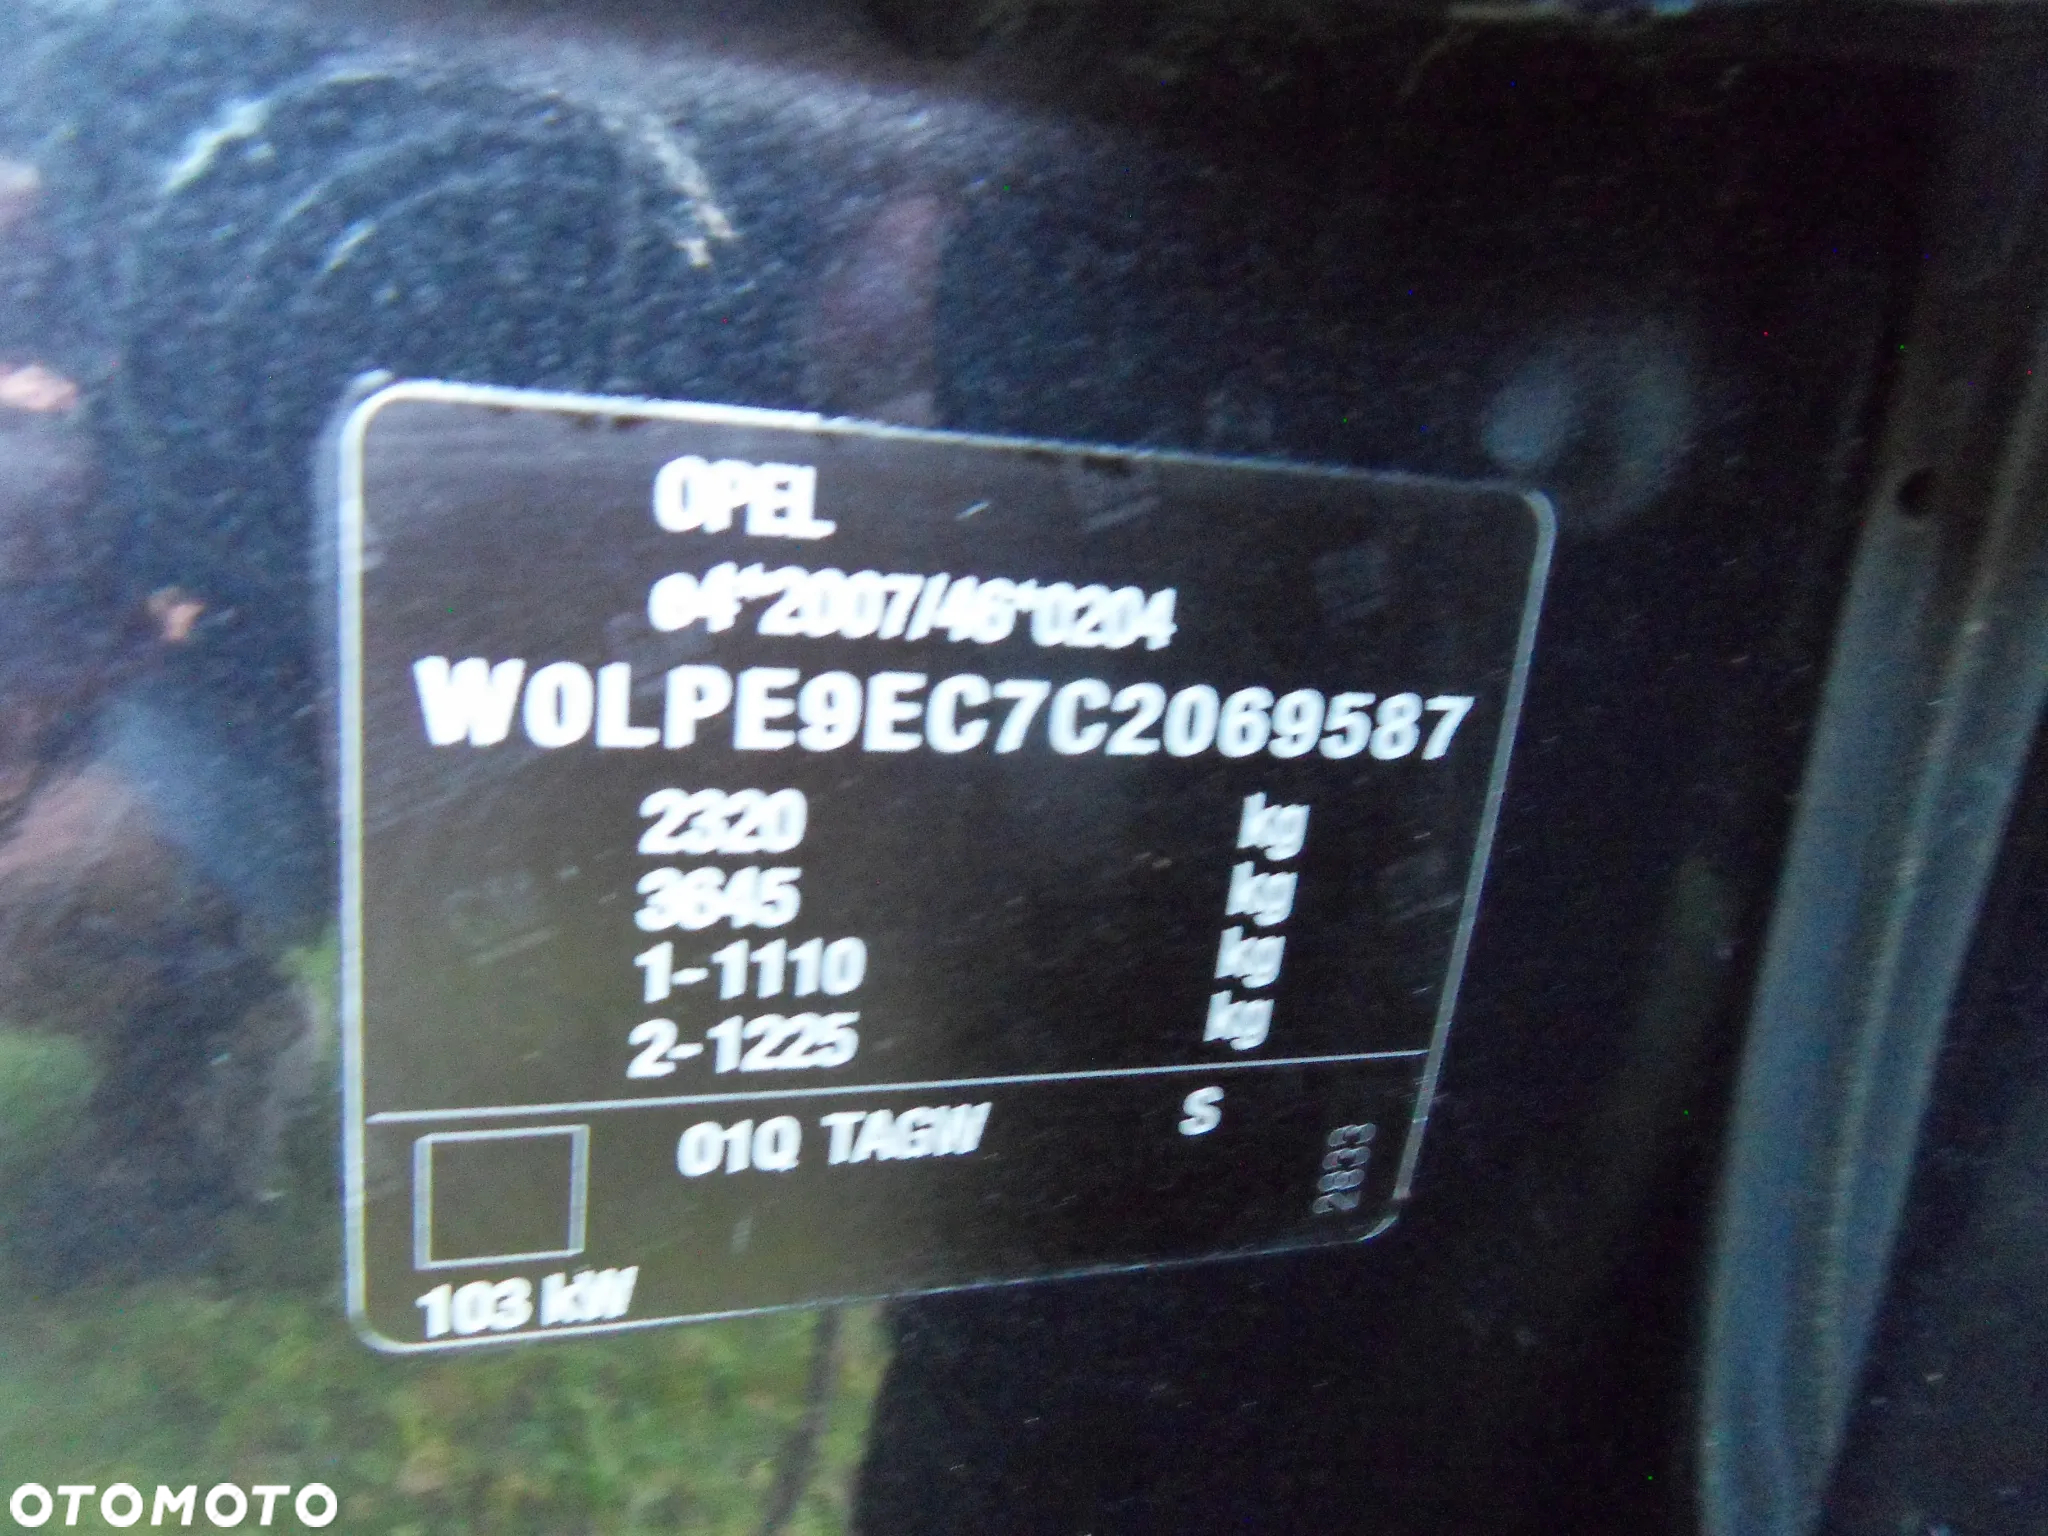 OPEL
e4*2007/46*0204
W0LPE9EC7C2069587
2320 kg
3645 kg
1-1110 kg
2-1225 kg
01Q TAGW S
2833
103 kW
OTOMOTO